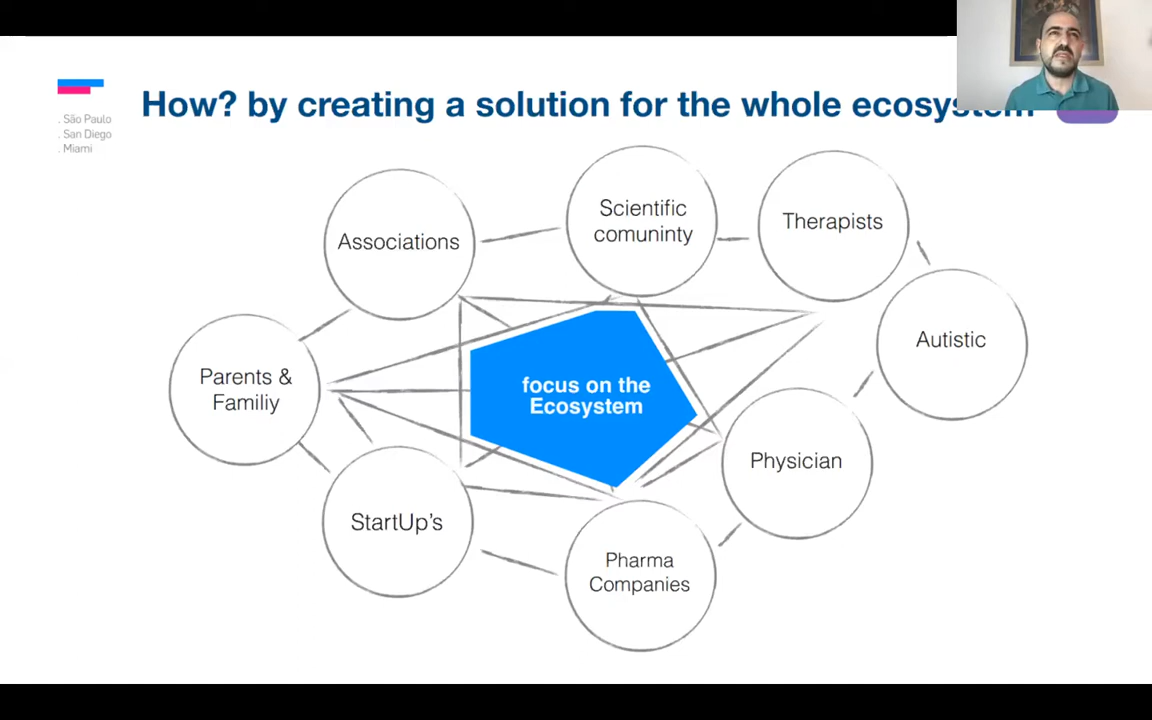 How? by creating a solution for the whole ecosystem
. São Paulo
. San Diego
. Miami
Associations
Scientific
comuninty
Therapists
Autistic
Parents &
Familiy
focus on the
Ecosystem
Physician
StartUp's
Pharma
Companies